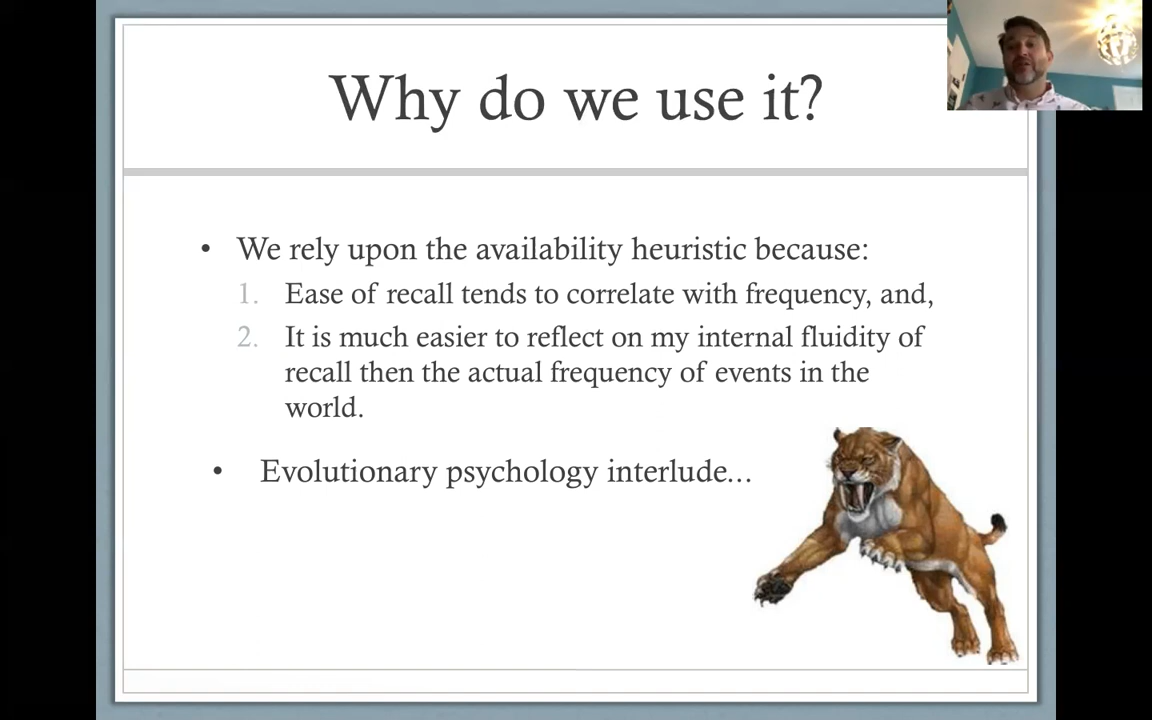 Why do we use it?
• We rely upon the availability heuristic because:
1. Ease of recall tends to correlate with frequency, and,
2. It is much easier to reflect on my internal fluidity of
recall then the actual frequency of events in the
world.
• Evolutionary psychology interlude...